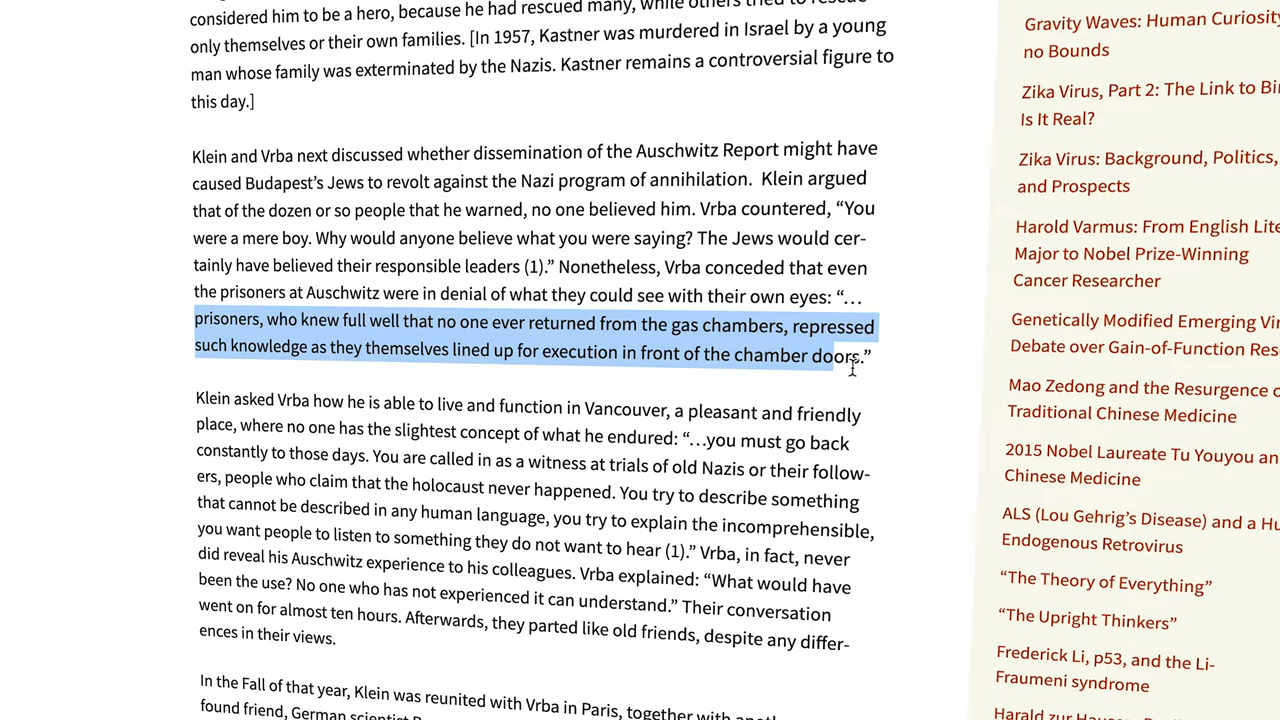 considered him to be a hero, because he had rescued many, while others tried to rescue
only themselves or their own families. [In 1957, Kastner was murdered in Israel by a young
man whose family was exterminated by the Nazis. Kastner remains a controversial figure to
this day.]
Klein and Vrba next discussed whether dissemination of the Auschwitz Report might have
caused Budapest’s Jews to revolt against the Nazi program of annihilation. Klein argued
that of the dozen or so people that he warned, no one believed him. Vrba countered, “You
were a mere boy. Why would anyone believe what you were saying? The Jews would cer-
tainly have believed their responsible leaders (1).” Nonetheless, Vrba conceded that even
the prisoners at Auschwitz were in denial of what they could see with their own eyes: “…
prisoners, who knew full well that no one ever returned from the gas chambers, repressed
such knowledge as they themselves lined up for execution in front of the chamber doors.”
Klein asked Vrba how he is able to live and function in Vancouver, a pleasant and friendly
place, where no one has the slightest concept of what he endured: “…you must go back
constantly to those days. You are called in as a witness at trials of old Nazis or their follow-
ers, people who claim that the holocaust never happened. You try to describe something
that cannot be described in any human language, you try to explain the incomprehensible,
you want people to listen to something they do not want to hear (1).” Vrba, in fact, never
did reveal his Auschwitz experience to his colleagues. Vrba explained: “What would have
been the use? No one who has not experienced it can understand.” Their conversation
went on for almost ten hours. Afterwards, they parted like old friends, despite any differ-
ences in their views.
In the Fall of that year, Klein was reunited with Vrba in Paris, together with
found friend, German scientist
Gravity Waves: Human Curiosity
no Bounds
Zika Virus, Part 2: The Link to
Is It Real?
Zika Virus: Background, Politics,
and Prospects
Harold Varmus: From English
Major to Nobel Prize-Winning
Cancer Researcher
Genetically Modified Emerging
Debate over Gain-of-Function
Mao Zedong and the Resurgence
Traditional Chinese Medicine
2015 Nobel Laureate Tu Youyou
Chinese Medicine
ALS (Lou Gehrig’s Disease) and a
Endogenous Retrovirus
“The Theory of Everything”
“The Upright Thinkers”
Frederick Li, p53, and the Li-
Fraumeni syndrome
Harald zur